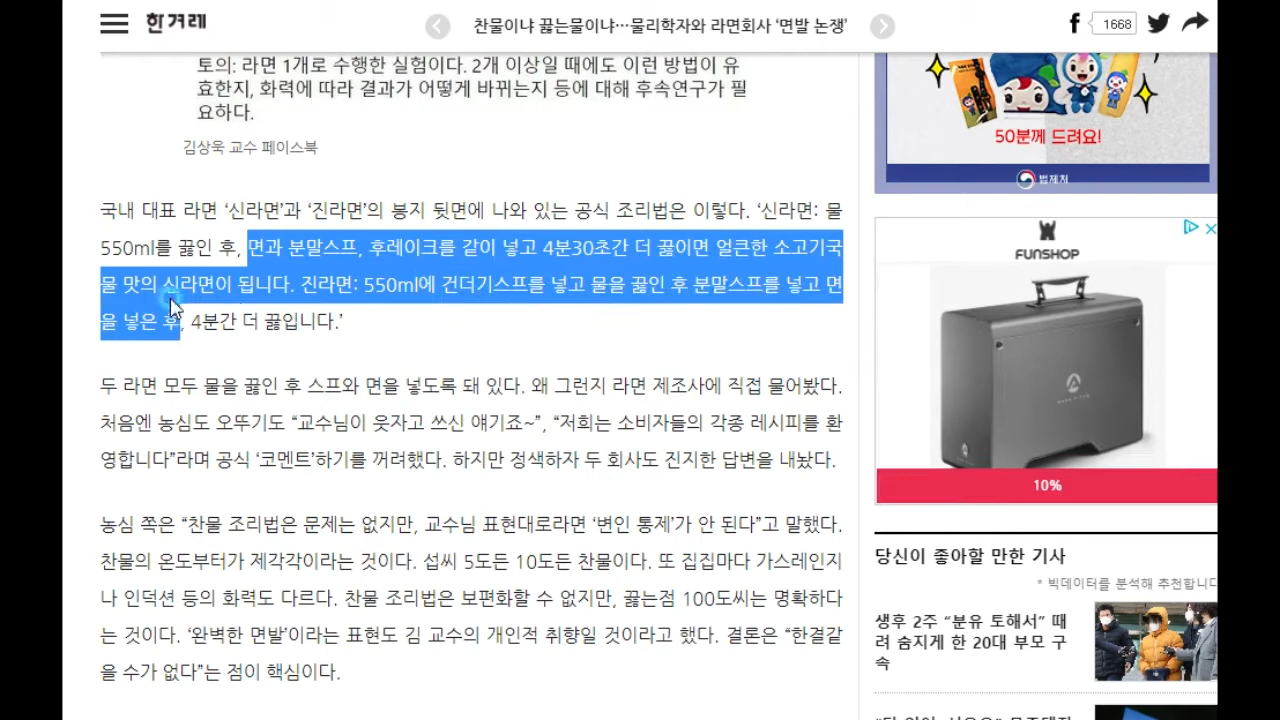 한겨레
찬물이냐 끓는물이냐…물리학자와 라면회사 ‘면발 논쟁’
1668
토의: 라면 1개로 수행한 실험이다. 2개 이상일 때에도 이런 방법이 유
효한지, 화력에 따라 결과가 어떻게 바뀌는지 등에 대해 후속연구가 필
요하다.
김상욱 교수 페이스북
국내 대표 라면 ‘신라면’과 ‘진라면’의 봉지 뒷면에 나와 있는 공식 조리법은 이렇다. ‘신라면: 물
550ml를 끓인 후, 면과 분말스프, 후레이크를 같이 넣고 4분30초간 더 끓이면 얼큰한 소고기국
물 맛의 신라면이 됩니다. 진라면: 550ml에 건더기스프를 넣고 물을 끓인 후 분말스프를 넣고 면
을 넣은 후, 4분간 더 끓입니다.’
두 라면 모두 물을 끓인 후 스프와 면을 넣도록 돼 있다. 왜 그런지 라면 제조사에 직접 물어봤다.
처음엔 농심도 오뚜기도 “교수님이 웃자고 쓰신 얘기죠~”, “저희는 소비자들의 각종 레시피를 환
영합니다”라며 공식 ‘코멘트’하기를 꺼려했다. 하지만 정색하자 두 회사도 진지한 답변을 내놨다.
농심 쪽은 “찬물 조리법은 문제는 없지만, 교수님 표현대로라면 ‘변인 통제’가 안 된다”고 말했다.
찬물의 온도부터가 제각각이라는 것이다. 섭씨 5도든 10도든 찬물이다. 또 집집마다 가스레인지
나 인덕션 등의 화력도 다르다. 찬물 조리법은 보편화할 수 없지만, 끓는점 100도씨는 명확하다
는 것이다. ‘완벽한 면발’이라는 표현도 김 교수의 개인적 취향일 것이라고 했다. 결론은 “한결같
을 수가 없다”는 점이 핵심이다.
50분께 드려요!
법제처
FUNSHOP
10%
당신이 좋아할 만한 기사
* 빅데이터를 분석해 추천합니다
생후 2주 “분유 토해서” 때
려 숨지게 한 20대 부모 구
속